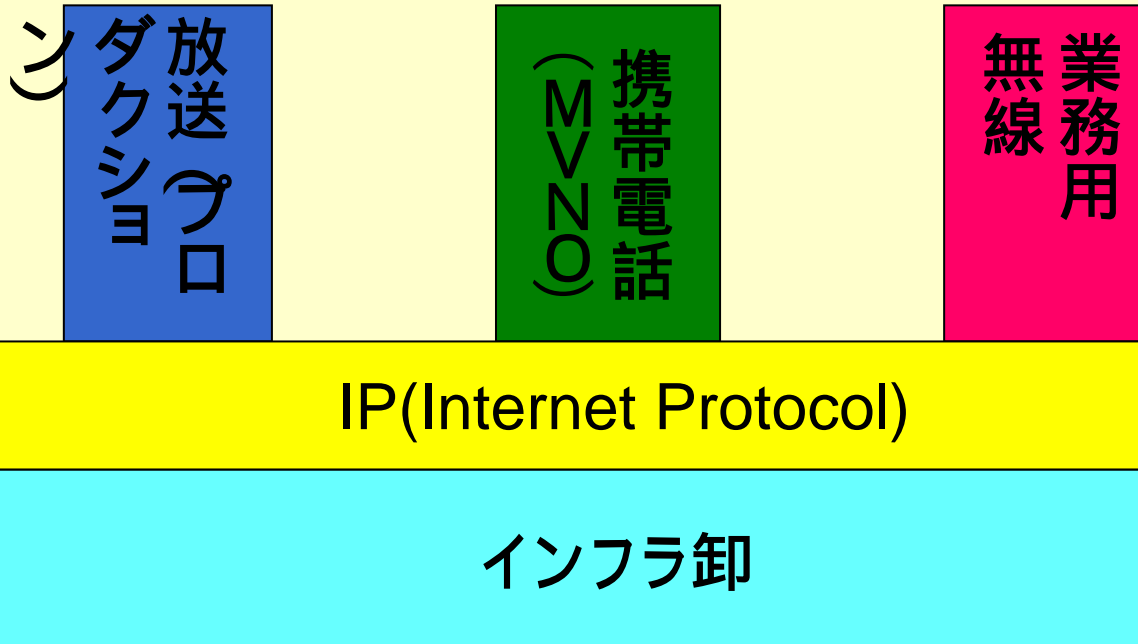 放送(プロ
ダクショ
ン)
携帯電話
(MVNO)
業務用
無線
IP(Internet Protocol)
インフラ卸